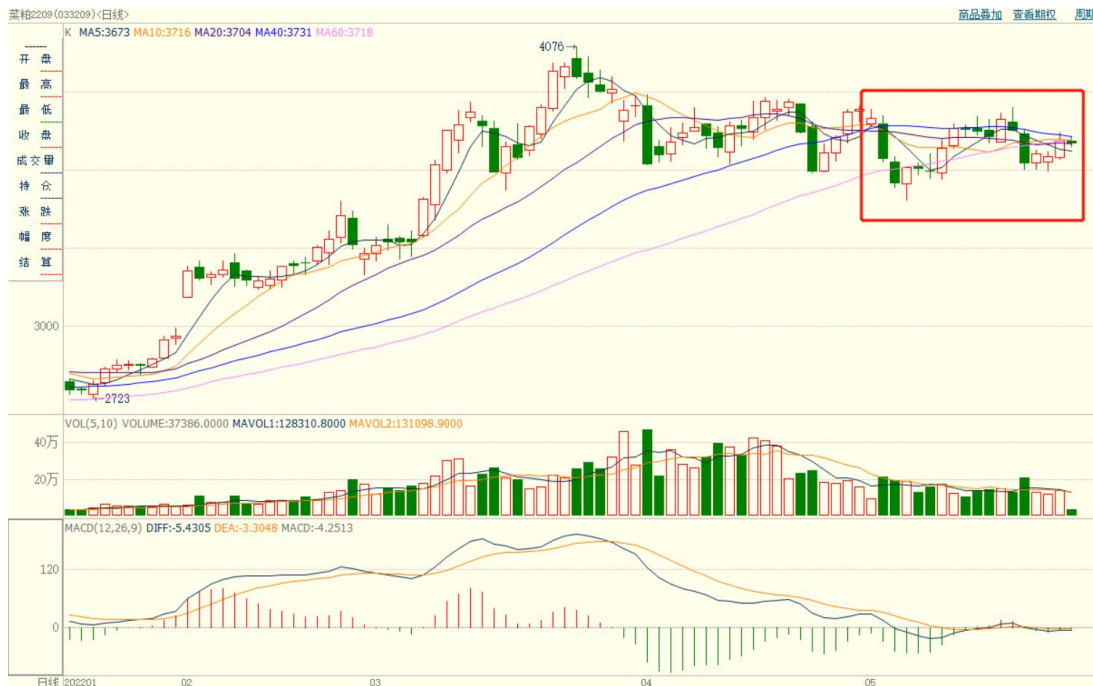 菜粕2209(033209)<日线>
商品叠加 查看期权 周期
K MA5:3673 MA10:3716 MA20:3704 MA40:3731 MA60:3718
开盘
最高
最低
收盘
成交量
持仓
涨跌
幅度
结算
4076→
3000
←2723
VOL(5,10) VOLUME:37386.0000 MAVOL1:128310.8000 MAVOL2:131098.9000
40万
20万
MACD(12,26,9) DIFF:-5.4305 DEA:-3.3048 MACD:-4.2513
120
0
日线 202201 02 03 04 05